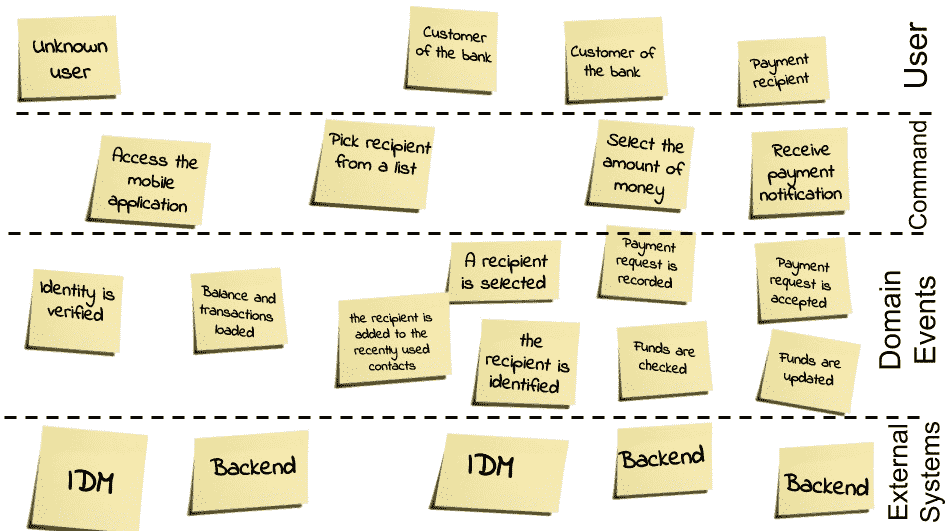 Unknown
user
Customer
of the bank
Customer of
the bank
Payment
recipient
User
Access the
mobile
application
Pick recipient
from a list
Select the
amount of
money
Receive
payment
notification
Command
Identity is
verified
Balance and
transactions
loaded
A recipient
is selected
the recipient is
added to the
recently used
contacts
the
recipient is
identified
Payment
request is
recorded
Funds are
checked
Payment
request is
accepted
Funds are
updated
Domain
Events
IDM
Backend
IDM
Backend
Backend
External
Systems